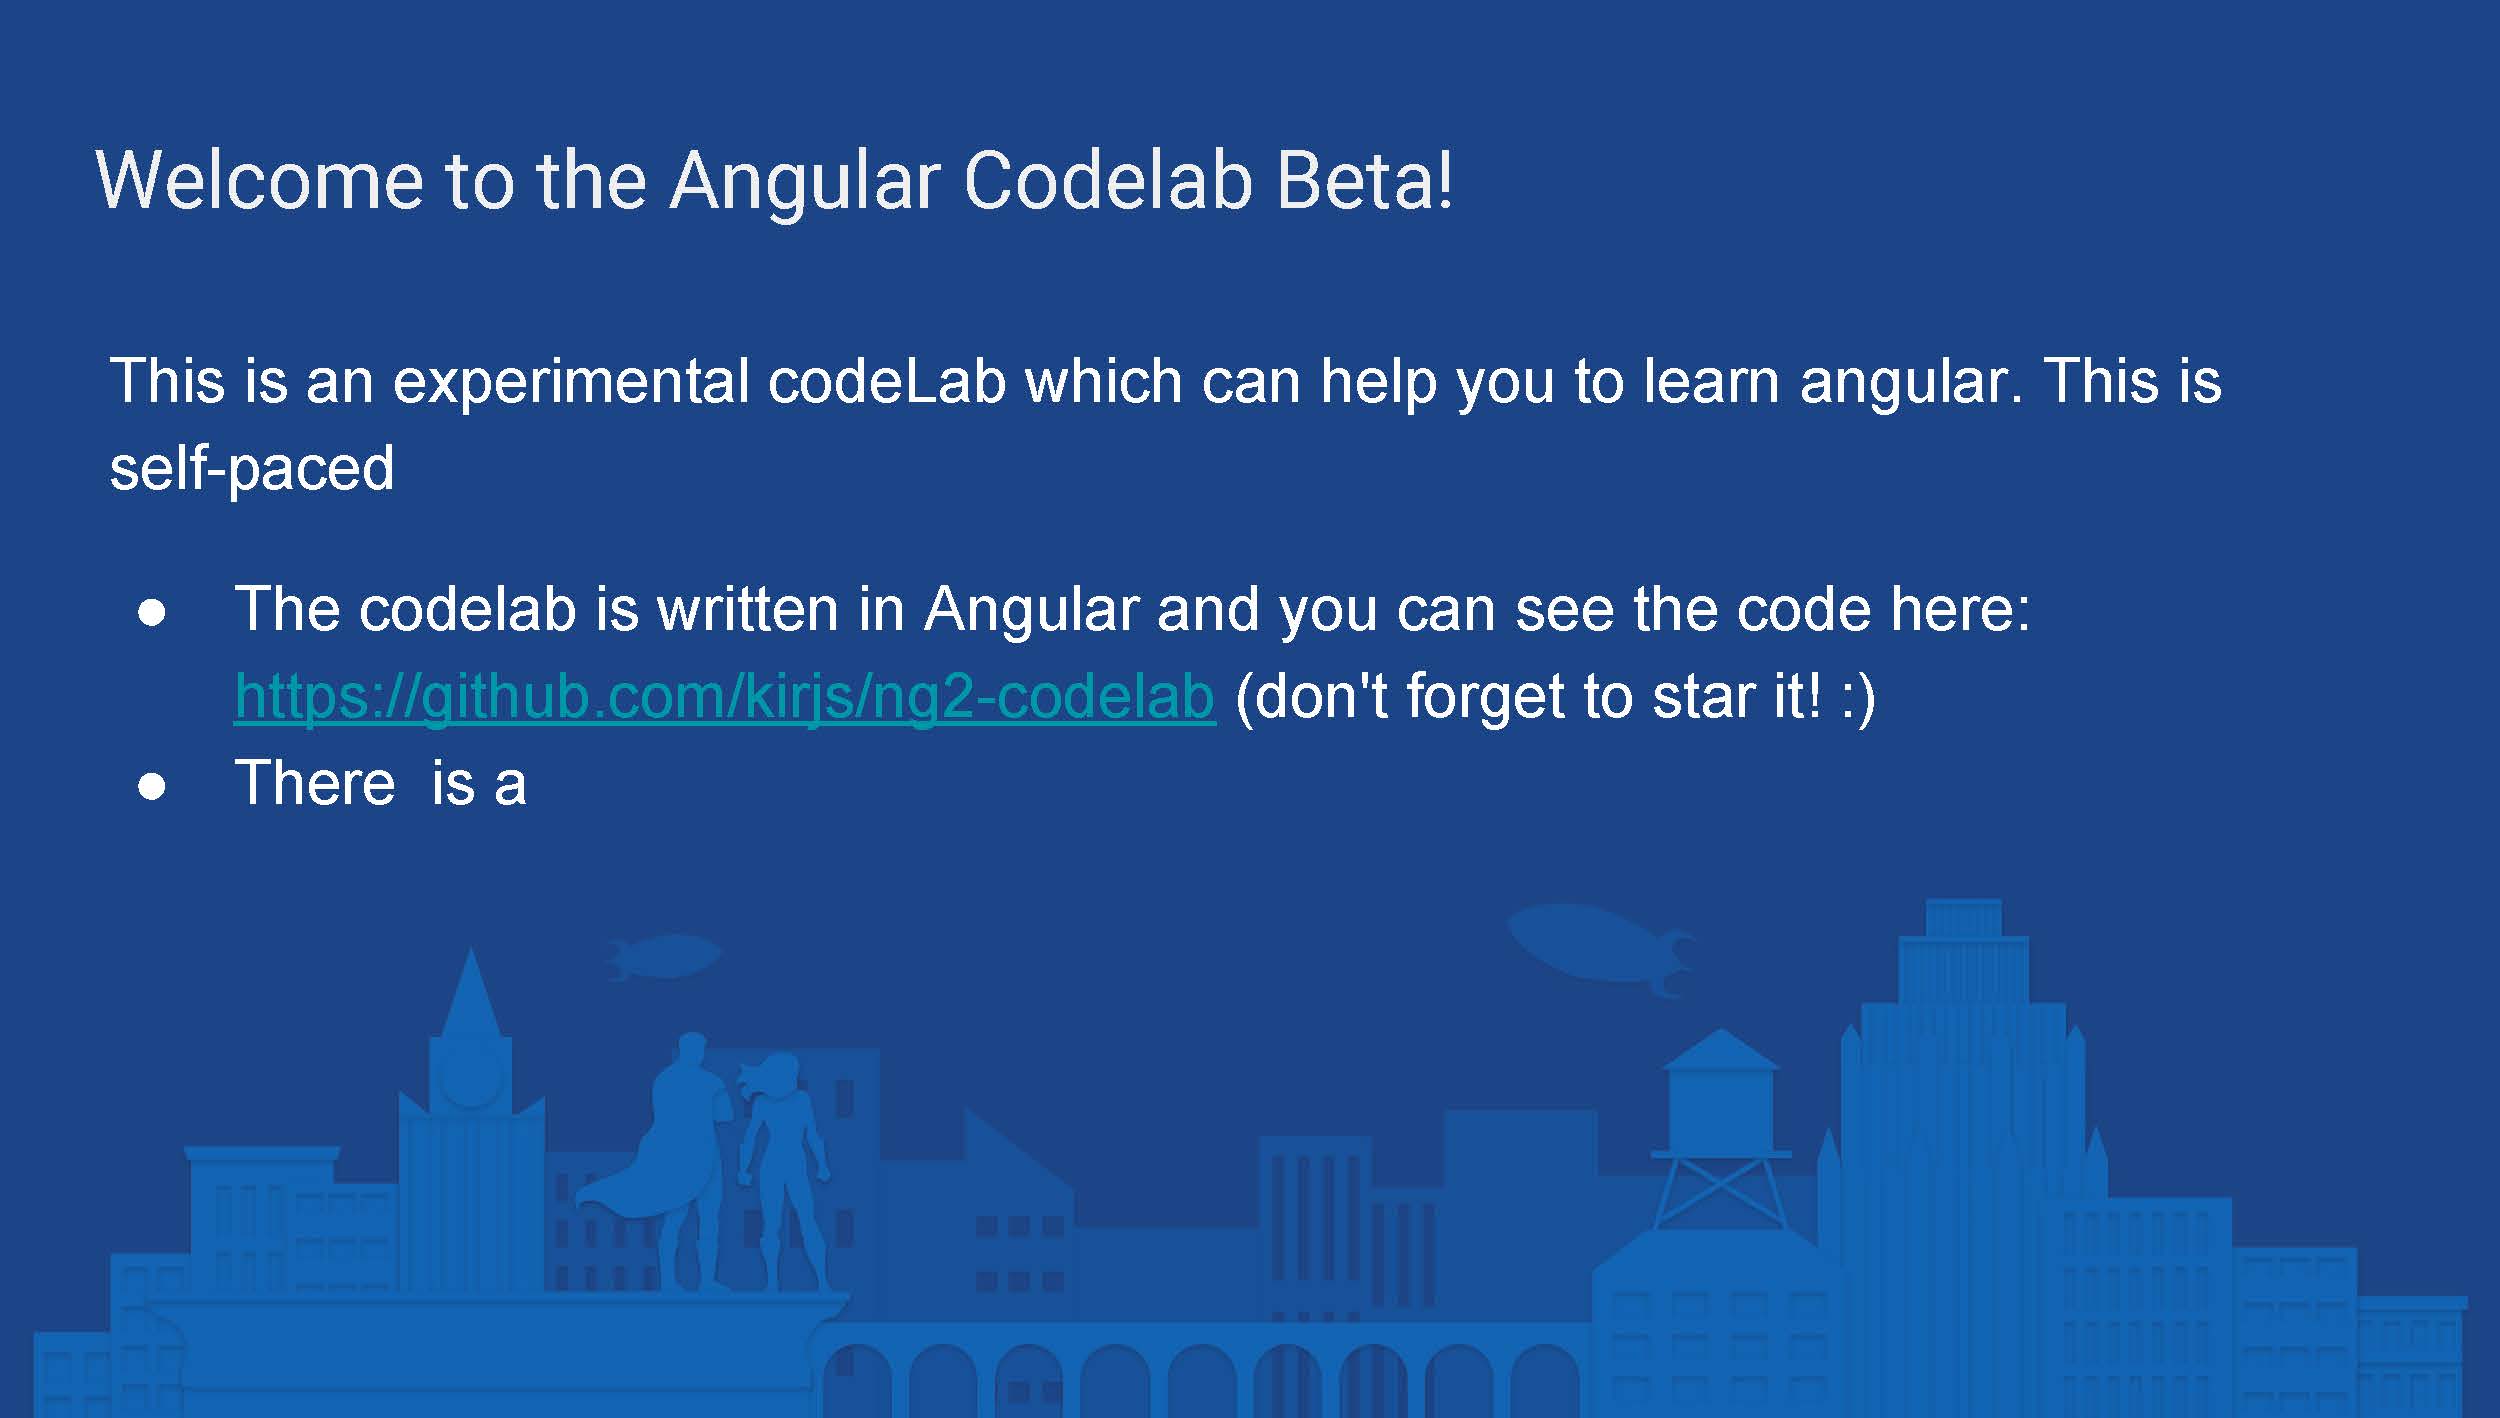 Welcome to the Angular Codelab Beta!
This is an experimental codeLab which can help you to learn angular. This is
self-paced
● The codelab is written in Angular and you can see the code here:
https://github.com/kirjs/ng2-codelab (don't forget to star it! :)
● There  is a